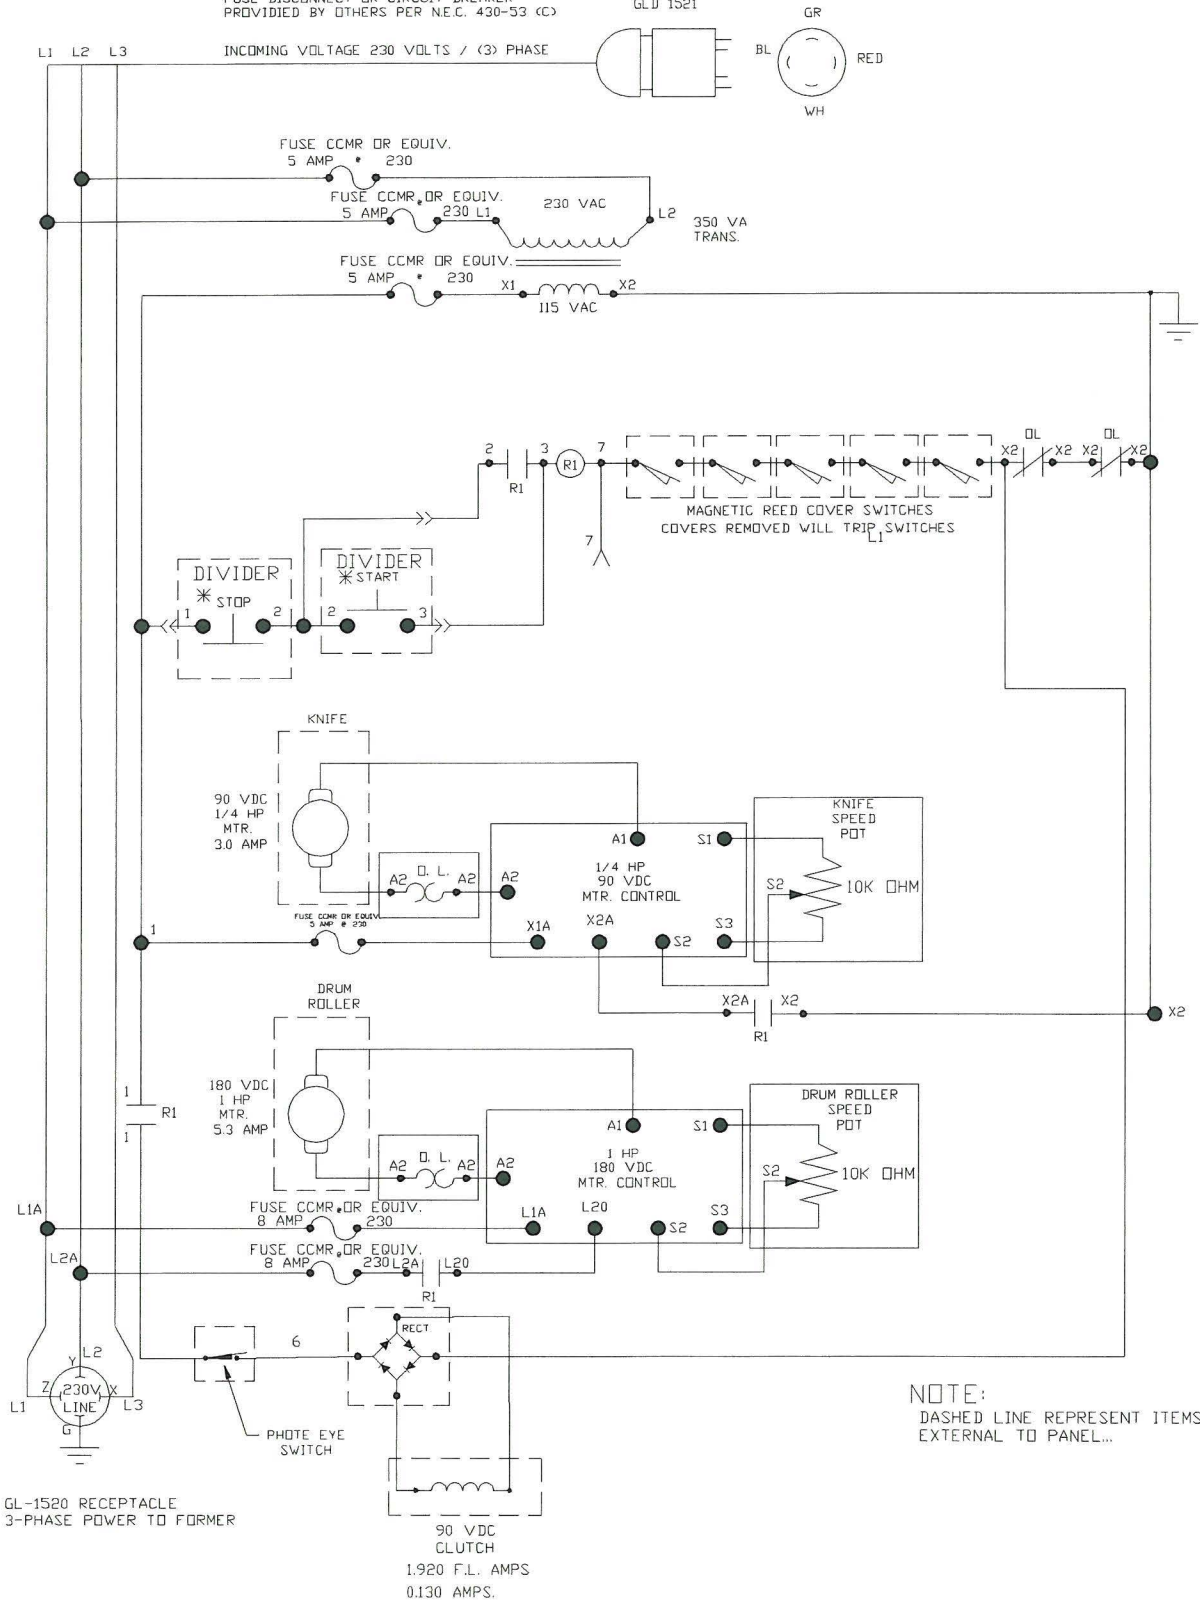 PROVIDIED BY OTHERS PER N.E.C. 430-53 (C)
GLD 1521
GR
L1 L2 L3
INCOMING VOLTAGE 230 VOLTS / (3) PHASE
BL
RED
WH
FUSE CCMR OR EQUIV.
5 AMP @ 230
FUSE CCMR OR EQUIV.
5 AMP @ 230 L1
230 VAC
L2
350 VA
TRANS.
FUSE CCMR OR EQUIV.
5 AMP @ 230
X1
X2
115 VAC
2
R1
3
R1
7
X2
OL
X2
X2
OL
X2
MAGNETIC REED COVER SWITCHES
COVERS REMOVED WILL TRIP SWITCHES
L1
7
DIVIDER
* STOP
1
2
DIVIDER
* START
2
3
KNIFE
90 VDC
1/4 HP
MTR.
3.0 AMP
A2
O. L.
A2
A2
A1
S1
1/4 HP
90 VDC
MTR. CONTROL
X1A
X2A
S2
S3
KNIFE
SPEED
POT
S2
10K OHM
FUSE CCMR OR EQUIV.
5 AMP @ 230
1
X2A
X2
R1
X2
DRUM
ROLLER
180 VDC
1 HP
MTR.
5.3 AMP
1
R1
1
A2
O. L.
A2
A2
A1
S1
1 HP
180 VDC
MTR. CONTROL
L1A
L20
S2
S3
DRUM ROLLER
SPEED
POT
S2
10K OHM
L1A
FUSE CCMR OR EQUIV.
8 AMP @ 230
L2A
FUSE CCMR OR EQUIV.
8 AMP @ 230 L2A
L20
R1
RECT
6
PHOTE EYE
SWITCH
L2
Y
Z
230V
LINE
X
G
L1
L3
NOTE:
DASHED LINE REPRESENT ITEMS
EXTERNAL TO PANEL...
GL-1520 RECEPTACLE
3-PHASE POWER TO FORMER
90 VDC
CLUTCH
1.920 F.L. AMPS
0.130 AMPS.